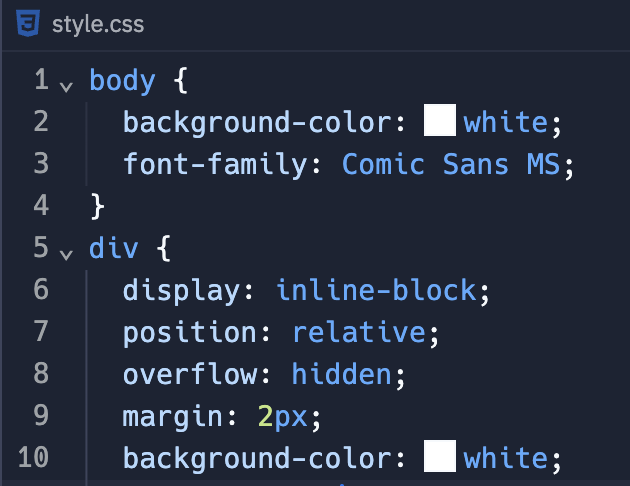 style.css
1 body {
2 background-color: white;
3 font-family: Comic Sans MS;
4 }
5 div {
6 display: inline-block;
7 position: relative;
8 overflow: hidden;
9 margin: 2px;
10 background-color: white;